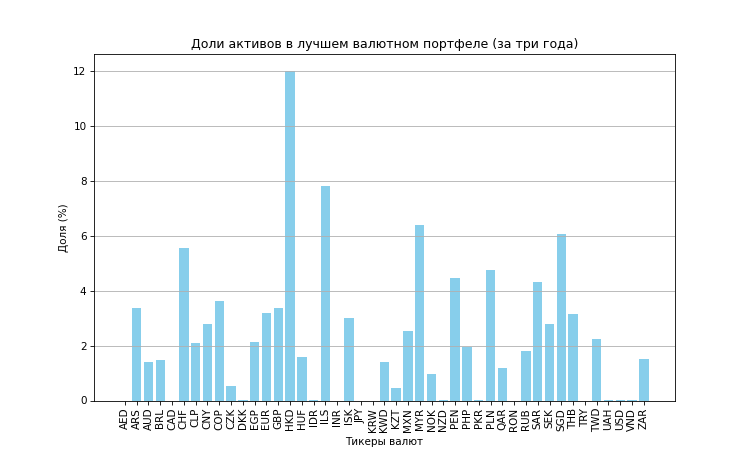 Доли активов в лучшем валютном портфеле (за три года)
Доля (%)
12
10
8
6
4
2
0
AED ARS AUD BRL CAD CHF CLP CNY COP CZK DKK EGP EUR GBP HKD HUF IDR ILS INR ISK JPY KRW KWD KZT MXN MYR NOK NZD PEN PHP PKR PLN QAR RON RUB SAR SEK SGD THB TRY TWD UAH USD VND ZAR
Тикеры валют